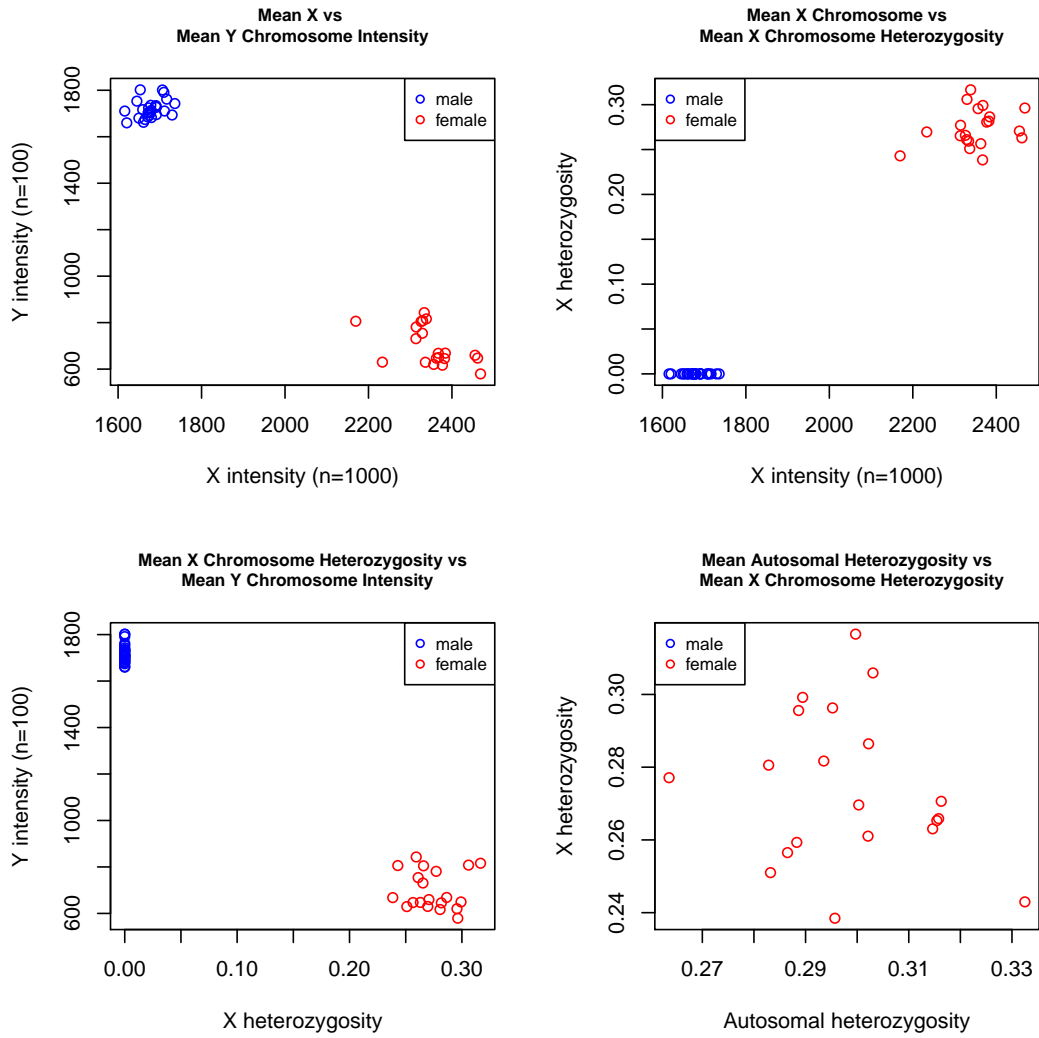 Mean X vs
Mean Y Chromosome Intensity
Y intensity (n=100)
1800
1400
1000
600
male
female
1600 1800 2000 2200 2400
X intensity (n=1000)
Mean X Chromosome vs
Mean X Chromosome Heterozygosity
X heterozygosity
0.30
0.20
0.10
0.00
male
female
1600 1800 2000 2200 2400
X intensity (n=1000)
Mean X Chromosome Heterozygosity vs
Mean Y Chromosome Intensity
Y intensity (n=100)
1800
1400
1000
600
male
female
0.00 0.10 0.20 0.30
X heterozygosity
Mean Autosomal Heterozygosity vs
Mean X Chromosome Heterozygosity
X heterozygosity
0.30
0.28
0.26
0.24
male
female
0.27 0.29 0.31 0.33
Autosomal heterozygosity